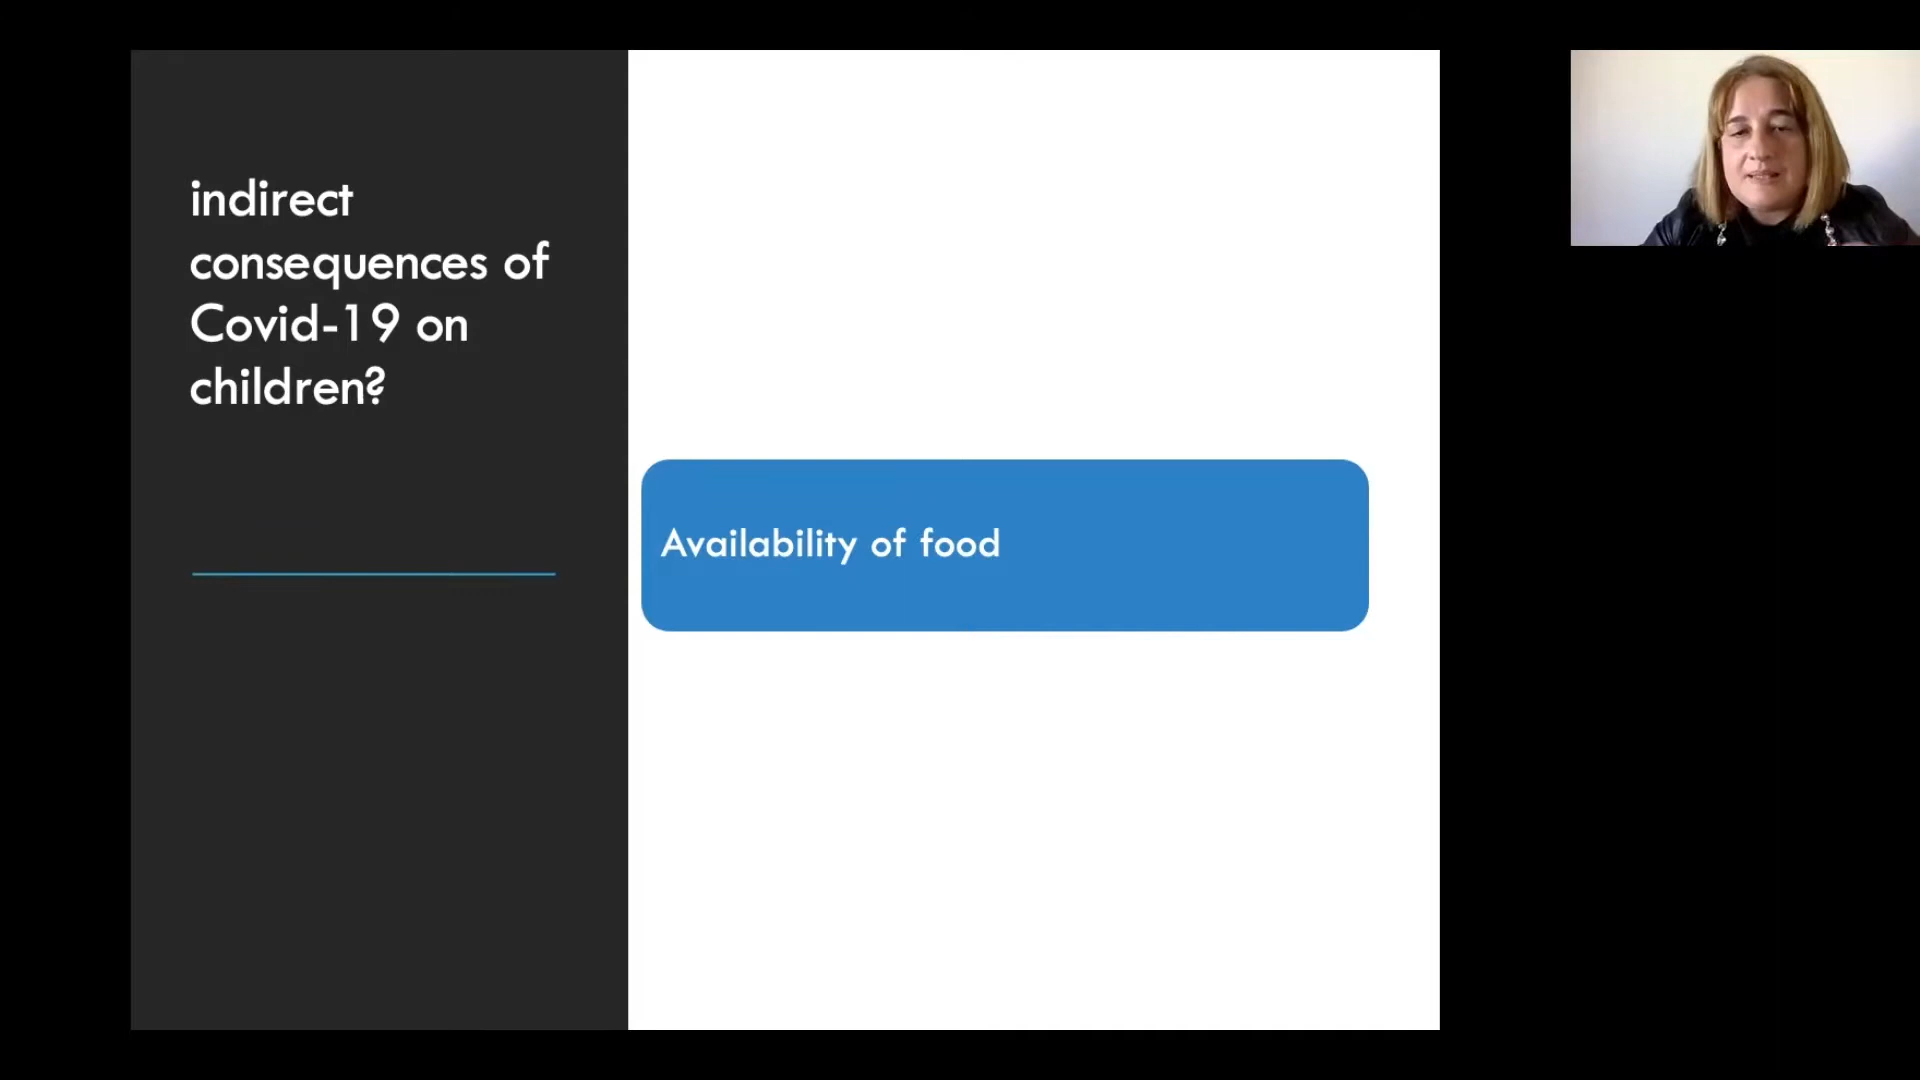 indirect
consequences of
Covid-19 on
children?
Availability of food